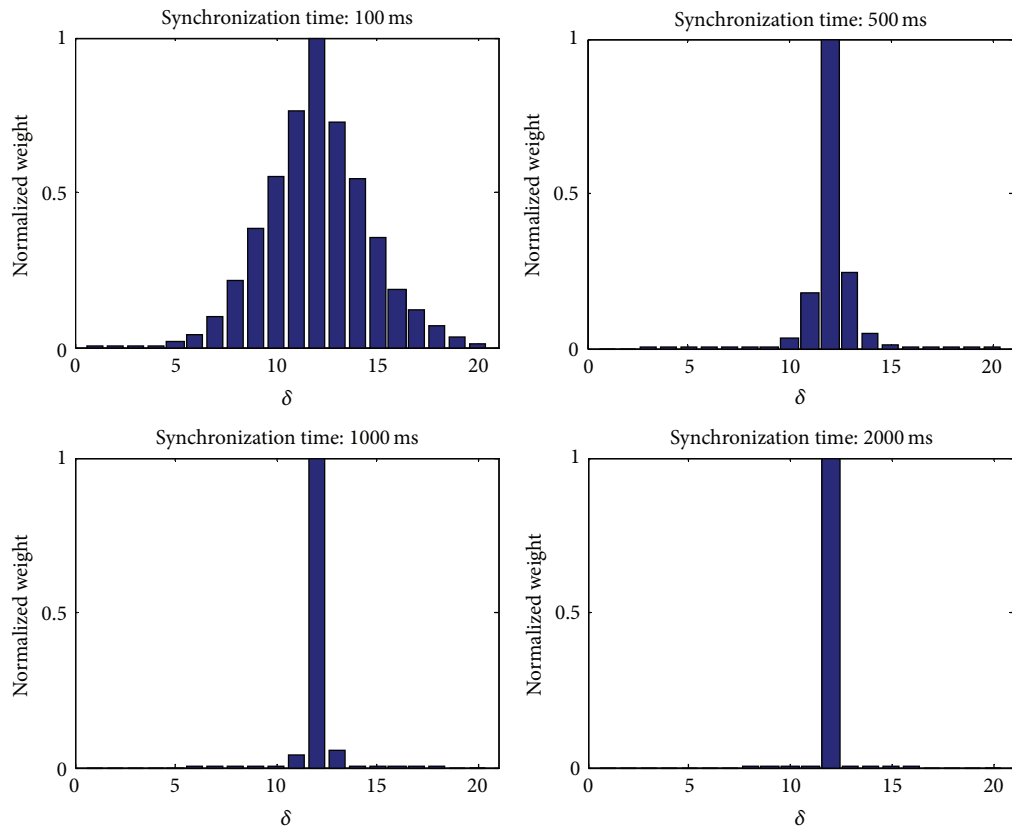 Synchronization time: 100 ms
1
0.5
0
Normalized weight
0 5 10 15 20
δ
Synchronization time: 500 ms
1
0.5
0
Normalized weight
0 5 10 15 20
δ
Synchronization time: 1000 ms
1
0.5
0
Normalized weight
0 5 10 15 20
δ
Synchronization time: 2000 ms
1
0.5
0
Normalized weight
0 5 10 15 20
δ